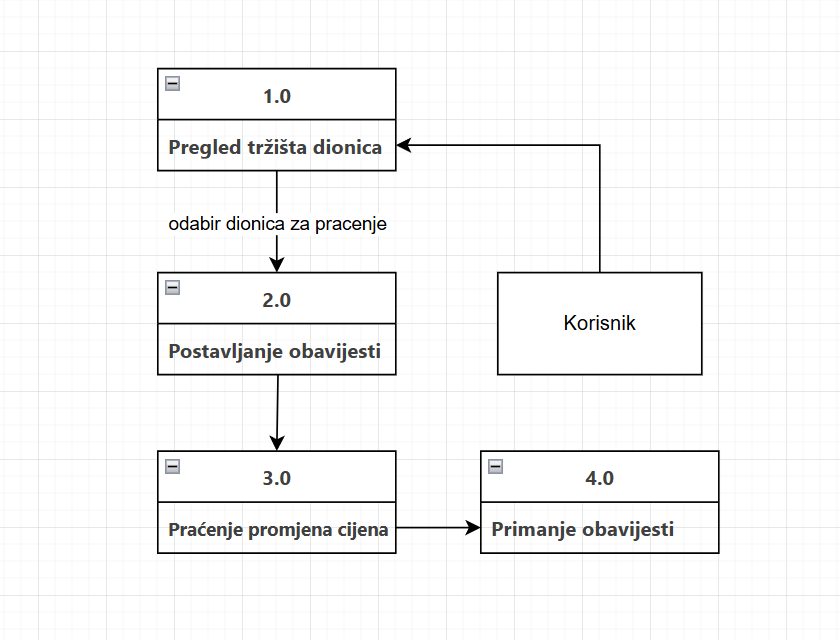 1.0
Pregled tržišta dionica
odabir dionica za pracenje
2.0
Postavljanje obavijesti
Korisnik
3.0
Praćenje promjena cijena
4.0
Primanje obavijesti